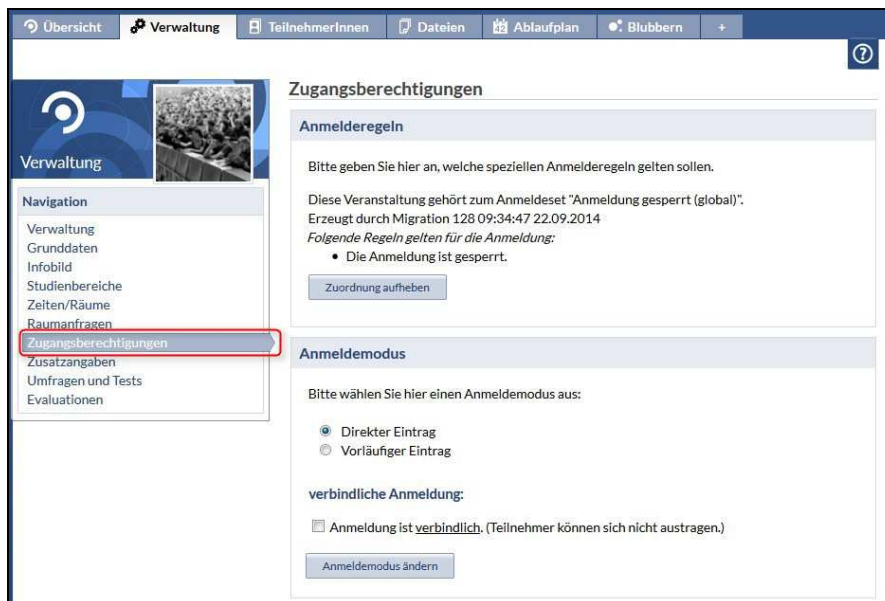 Übersicht
Verwaltung
TeilnehmerInnen
Dateien
42
Ablaufplan
Blubbern
+
?
Verwaltung
Navigation
Verwaltung
Grunddaten
Infobild
Studienbereiche
Zeiten/Räume
Raumanfragen
Zugangsberechtigungen
Zusatzangaben
Umfragen und Tests
Evaluationen
Zugangsberechtigungen
Anmelderegeln
Bitte geben Sie hier an, welche speziellen Anmelderegeln gelten sollen.
Diese Veranstaltung gehört zum Anmeldeset "Anmeldung gesperrt (global)".
Erzeugt durch Migration 128 09:34:47 22.09.2014
Folgende Regeln gelten für die Anmeldung:
• Die Anmeldung ist gesperrt.
Zuordnung aufheben
Anmeldemodus
Bitte wählen Sie hier einen Anmeldemodus aus:
Direkter Eintrag
Vorläufiger Eintrag
verbindliche Anmeldung:
Anmeldung ist verbindlich. (Teilnehmer können sich nicht austragen.)
Anmeldemodus ändern